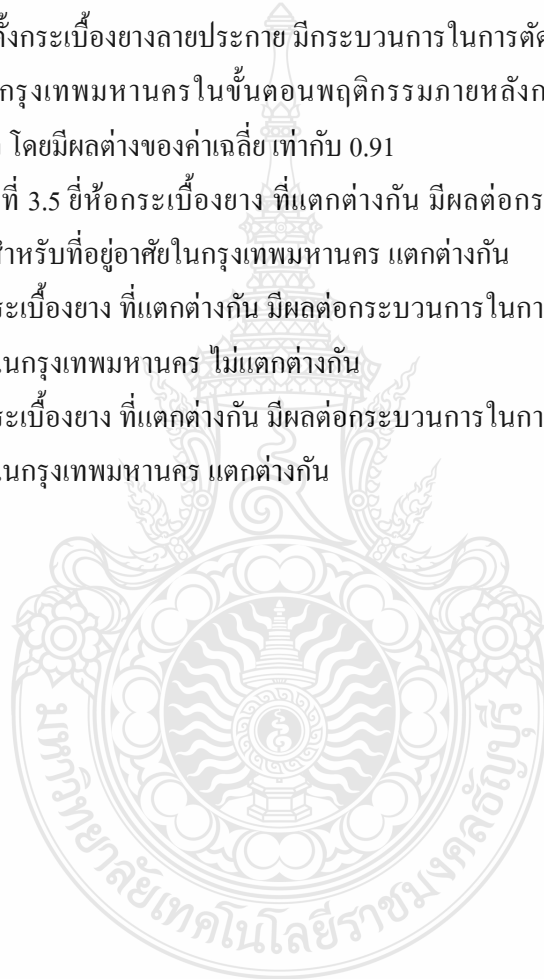 ตั้งกระเบื้องยางลายประกาย มีกระบวนการในการตัด
กรุงเทพมหานครในขั้นตอนพฤติกรรมภายหลังก
โดยมีผลต่างของค่าเฉลี่ย เท่ากับ 0.91
ที่ 3.5 ยี่ห้อกระเบื้องยาง ที่แตกต่างกัน มีผลต่อกระ
สำหรับที่อยู่อาศัยในกรุงเทพมหานคร แตกต่างกัน
ระเบื้องยาง ที่แตกต่างกัน มีผลต่อกระบวนการในกา
นกรุงเทพมหานคร ไม่แตกต่างกัน
ระเบื้องยาง ที่แตกต่างกัน มีผลต่อกระบวนการในกา
นกรุงเทพมหานคร แตกต่างกัน
มหาวิทยาลัยเทคโนโลยีราชมงคลธัญบุรี